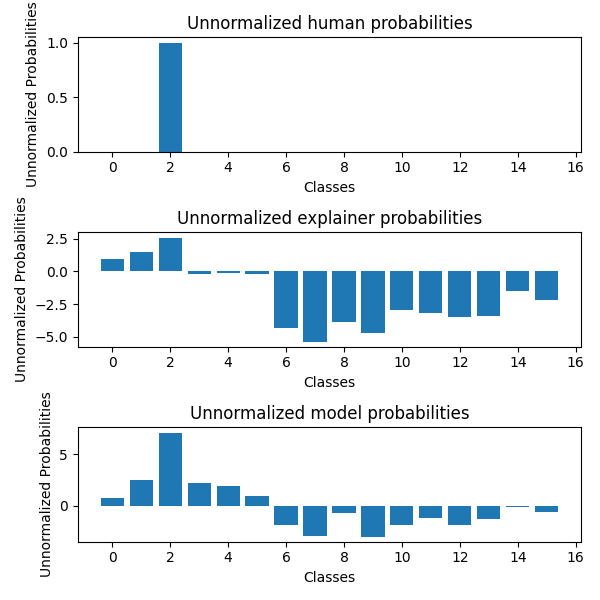 Unnormalized human probabilities
Unnormalized Probabilities
1.0
0.5
0.0
0 2 4 6 8 10 12 14 16
Classes
Unnormalized explainer probabilities
Unnormalized Probabilities
2.5
0.0
−2.5
−5.0
0 2 4 6 8 10 12 14 16
Classes
Unnormalized model probabilities
Unnormalized Probabilities
5
0
0 2 4 6 8 10 12 14 16
Classes